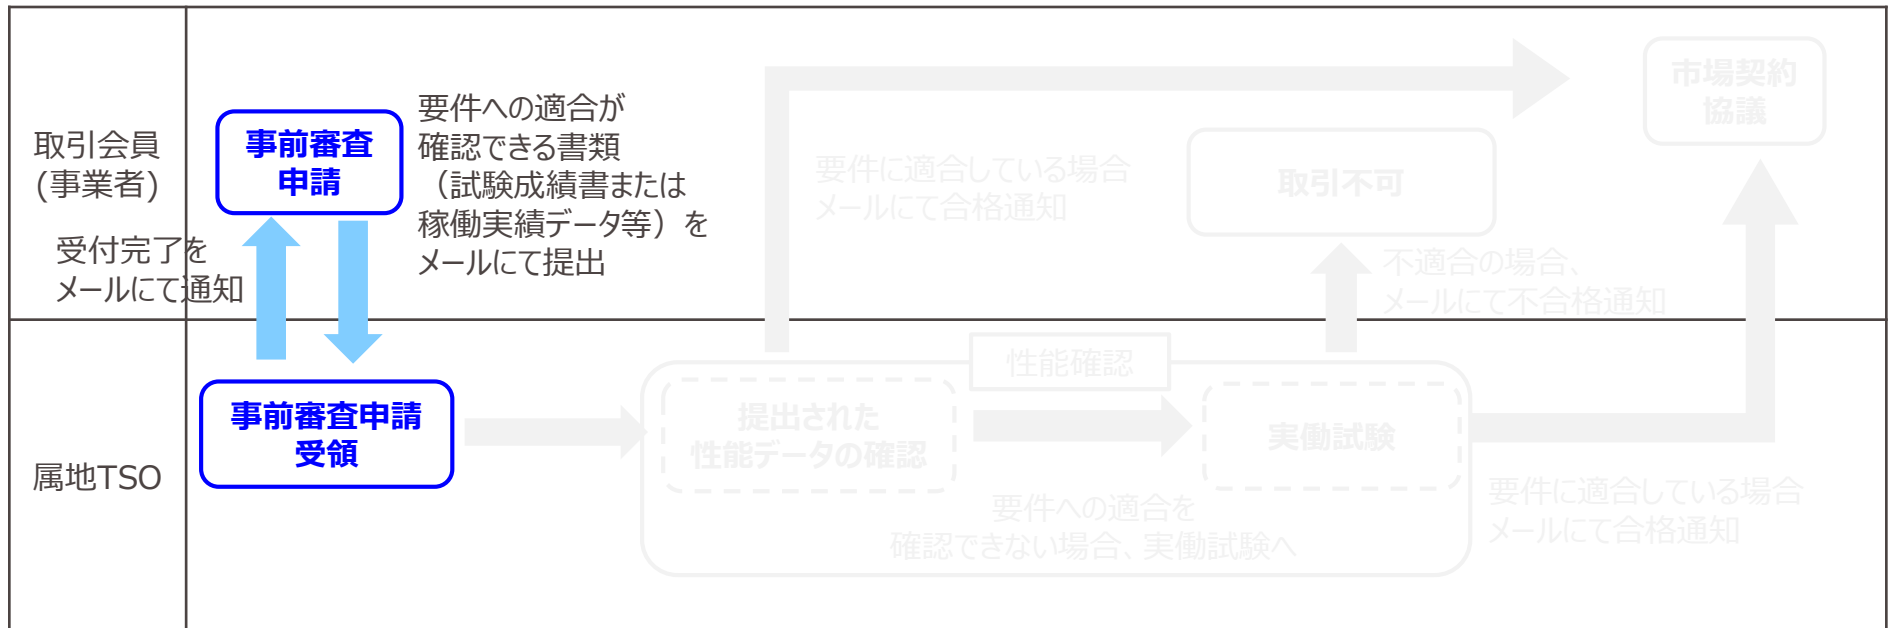 取引会員
(事業者)
事前審査
申請
要件への適合が
確認できる書類
（試験成績書または
稼働実績データ等）を
メールにて提出
受付完了を
メールにて通知
要件に適合している場合
メールにて合格通知
取引不可
市場契約
協議
不適合の場合、
メールにて不合格通知
属地TSO
事前審査申請
受領
性能確認
提出された
性能データの確認
実働試験
要件への適合を
確認できない場合、実働試験へ
要件に適合している場合
メールにて合格通知